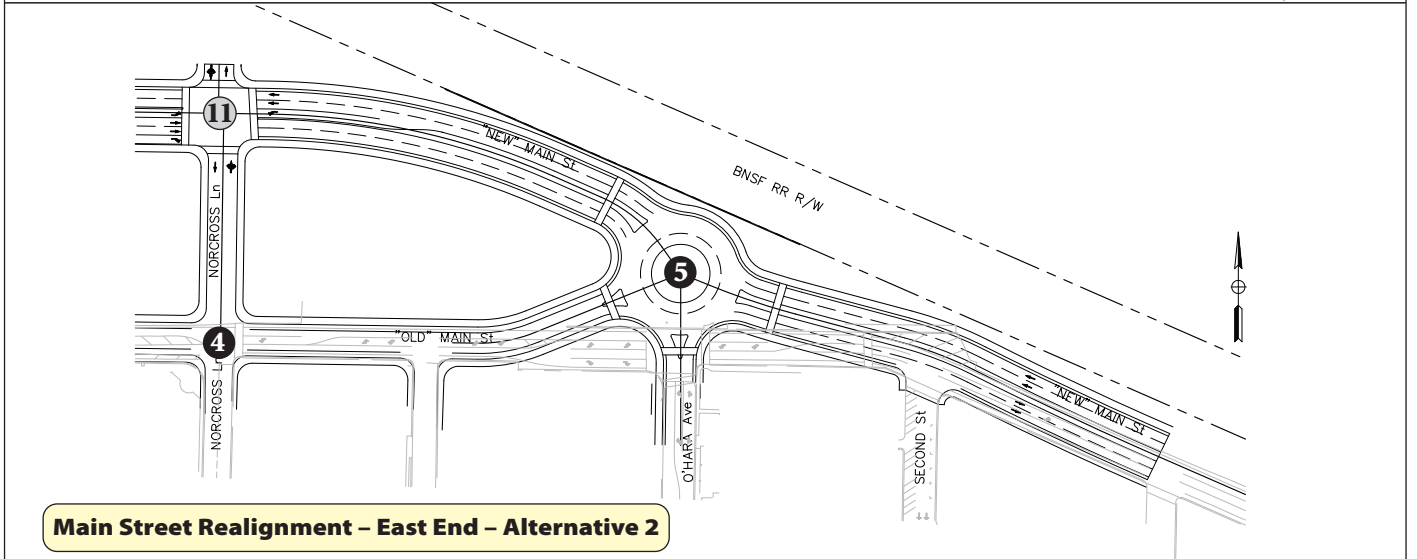 11
"NEW" MAIN St
BNSF RR R/W
NORCROSS Ln
5
4
"OLD" MAIN St
NORCROSS Ln
O'HARA Ave
SECOND St
"NEW" MAIN St
Main Street Realignment – East End – Alternative 2